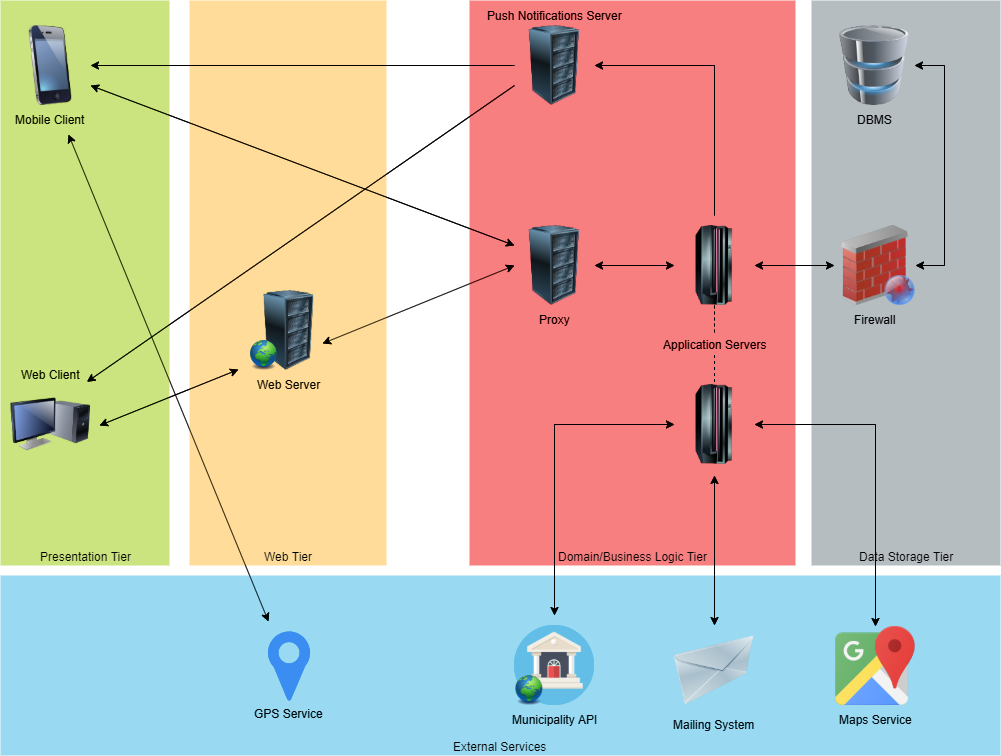 Push Notifications Server
Mobile Client
DBMS
Proxy
Firewall
Application Servers
Web Client
Web Server
Presentation Tier
Web Tier
Domain/Business Logic Tier
Data Storage Tier
G
GPS Service
Municipality API
Mailing System
Maps Service
External Services